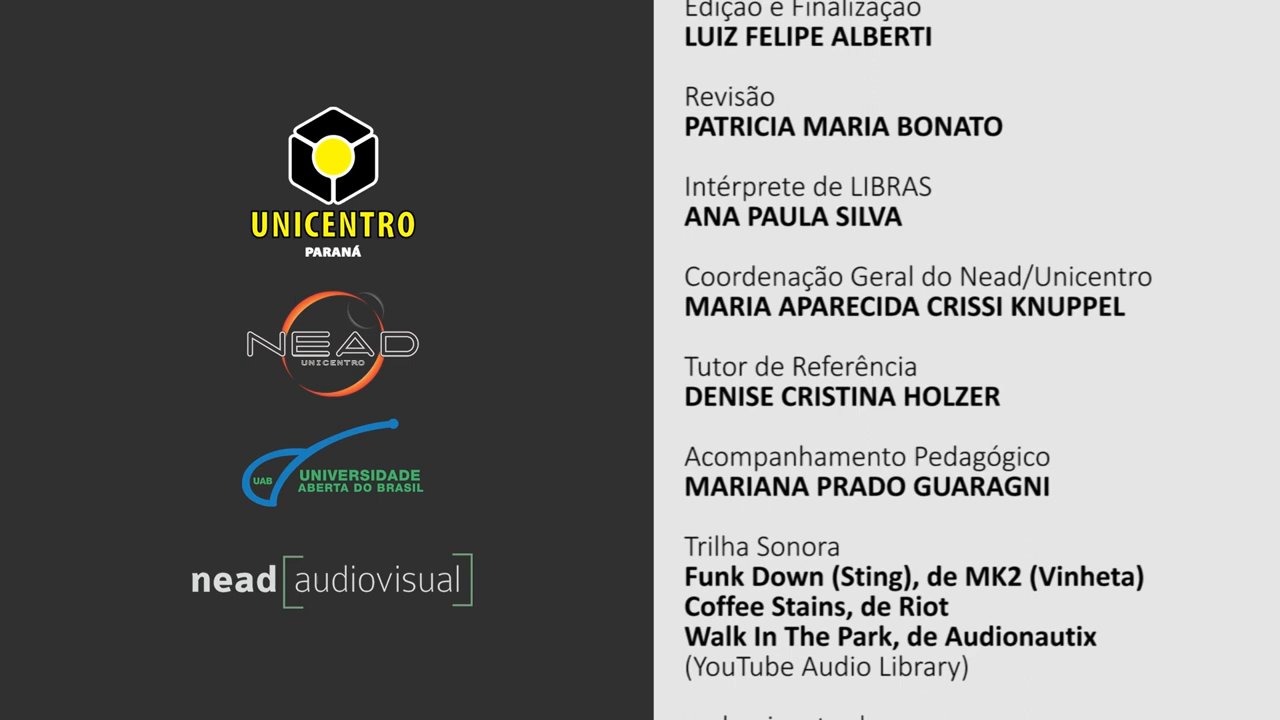 UNICENTRO
PARANÁ
NEAD
UNICENTRO
UAB
UNIVERSIDADE
ABERTA DO BRASIL
nead[audiovisual]
Edição e Finalização
LUIZ FELIPE ALBERTI
Revisão
PATRICIA MARIA BONATO
Intérprete de LIBRAS
ANA PAULA SILVA
Coordenação Geral do Nead/Unicentro
MARIA APARECIDA CRISSI KNUPPEL
Tutor de Referência
DENISE CRISTINA HOLZER
Acompanhamento Pedagógico
MARIANA PRADO GUARAGNI
Trilha Sonora
Funk Down (Sting), de MK2 (Vinheta)
Coffee Stains, de Riot
Walk In The Park, de Audionautix
(YouTube Audio Library)